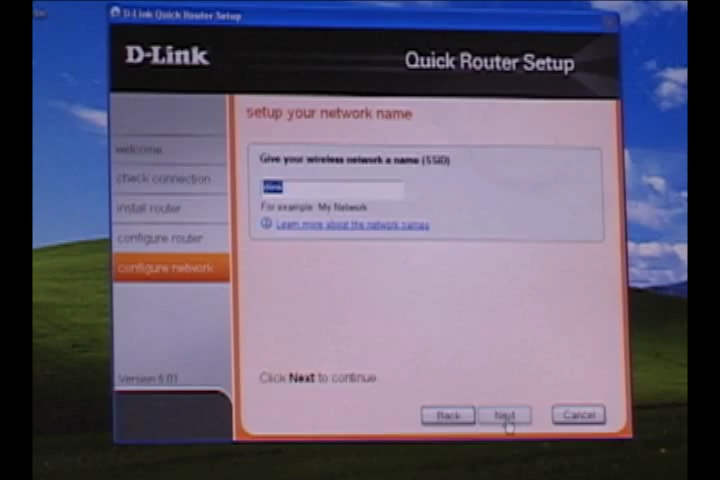 D-Link Quick Router Setup
D-Link
Quick Router Setup
setup your network name
welcome
check connection
install router
configure router
configure network
Give your wireless network a name (SSID)
dlink
For example: My Network
Learn more about the network names
Click Next to continue
Version 5.01
Back
Next
Cancel